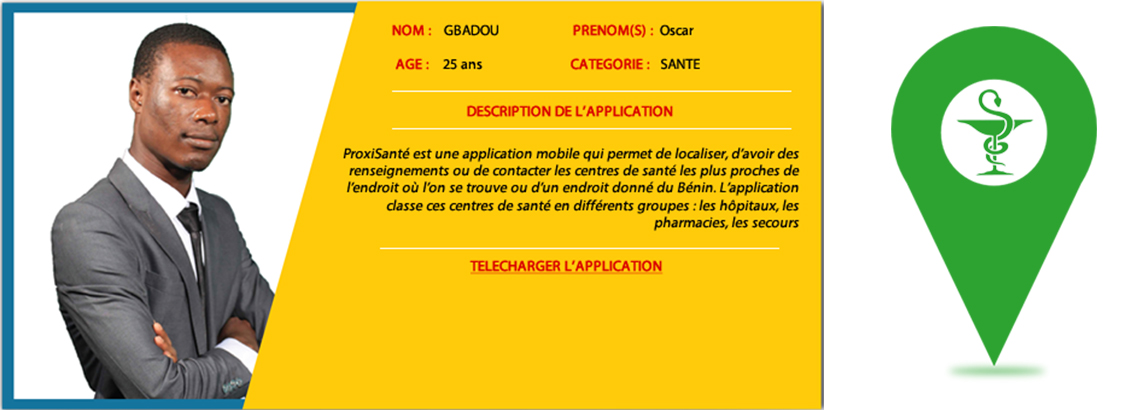 NOM : GBADOU PRENOM(S) : Oscar
AGE : 25 ans CATEGORIE : SANTE
DESCRIPTION DE L’APPLICATION
ProxiSanté est une application mobile qui permet de localiser, d’avoir des
renseignements ou de contacter les centres de santé les plus proches de
l’endroit où l’on se trouve ou d’un endroit donné du Bénin. L’application
classe ces centres de santé en différents groupes : les hôpitaux, les
pharmacies, les secours
TELECHARGER L’APPLICATION